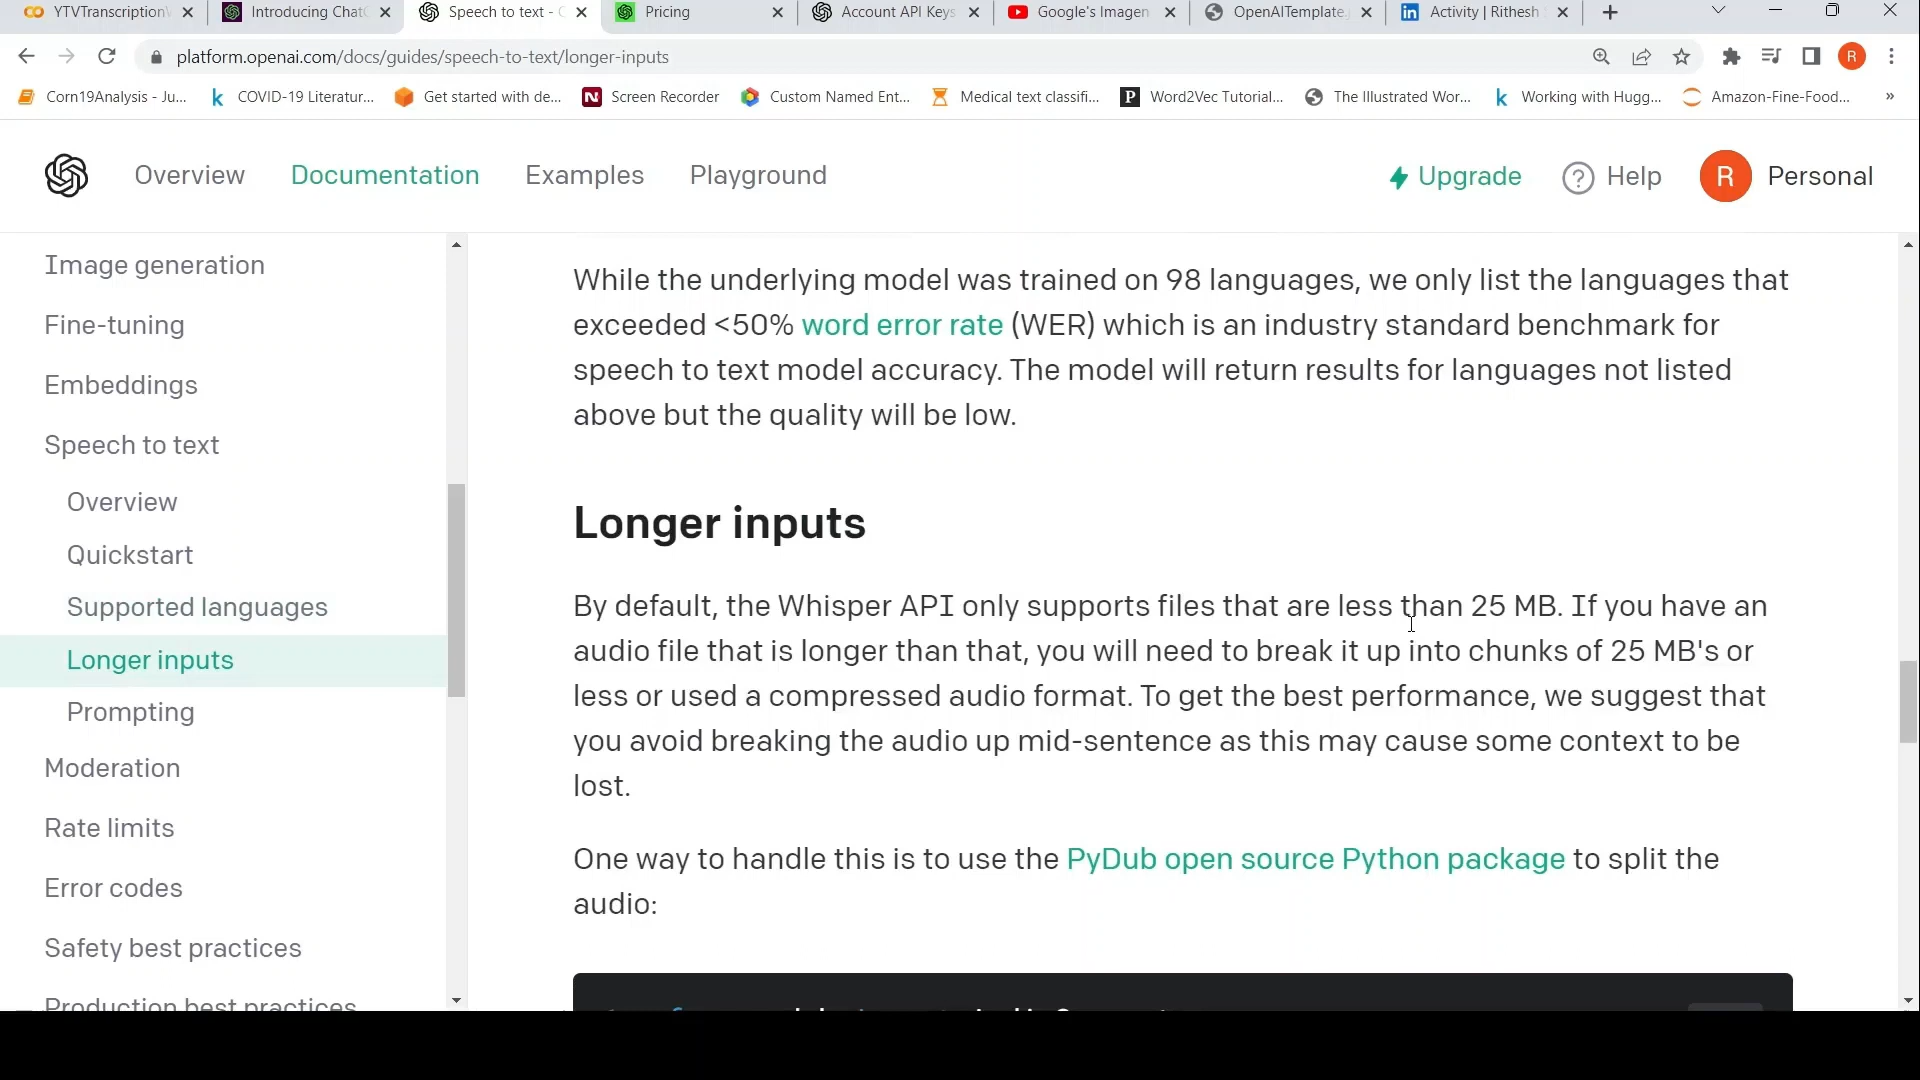 YTVTranscription
Introducing Chat
Speech to text -
Pricing
Account API Keys
Google's Imagen
OpenAITemplate.
Activity | Rithesh
platform.openai.com/docs/guides/speech-to-text/longer-inputs
R
Corn19Analysis - Ju...
COVID-19 Literatur...
Get started with de...
Screen Recorder
Custom Named Ent...
Medical text classifi...
Word2Vec Tutorial...
The Illustrated Wor...
Working with Hugg...
Amazon-Fine-Food...
»
Overview
Documentation
Examples
Playground
Upgrade
? Help
R Personal
Image generation
Fine-tuning
Embeddings
Speech to text
Overview
Quickstart
Supported languages
Longer inputs
Prompting
Moderation
Rate limits
Error codes
Safety best practices
Production best practices
While the underlying model was trained on 98 languages, we only list the languages that
exceeded <50% word error rate (WER) which is an industry standard benchmark for
speech to text model accuracy. The model will return results for languages not listed
above but the quality will be low.
Longer inputs
By default, the Whisper API only supports files that are less than 25 MB. If you have an
audio file that is longer than that, you will need to break it up into chunks of 25 MB's or
less or used a compressed audio format. To get the best performance, we suggest that
you avoid breaking the audio up mid-sentence as this may cause some context to be
lost.
One way to handle this is to use the PyDub open source Python package to split the
audio: